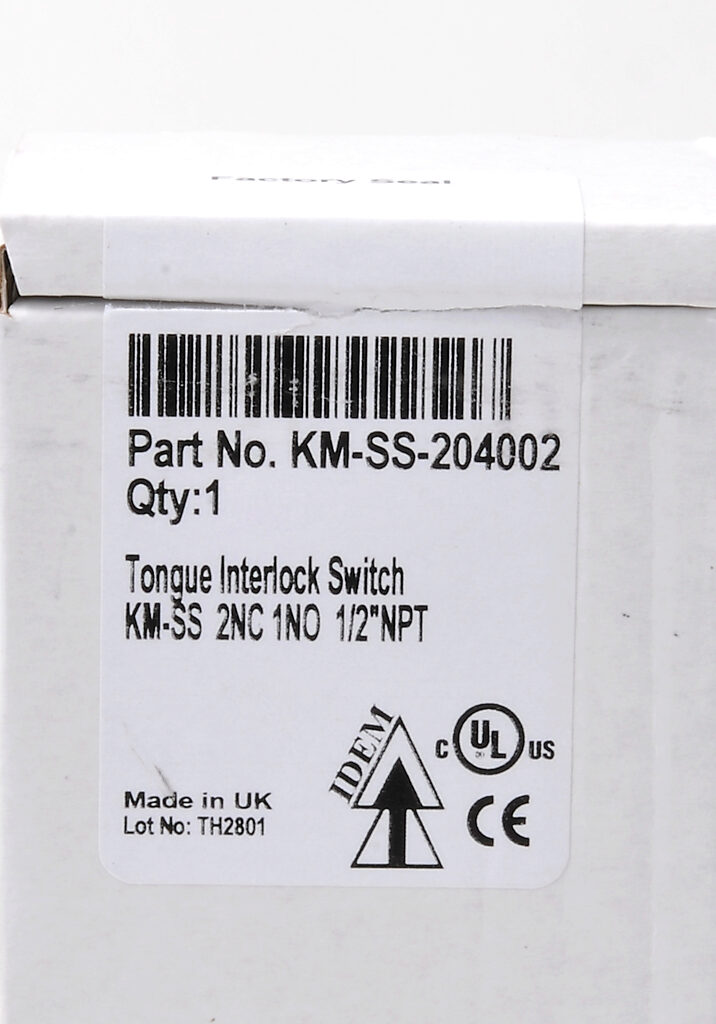 Factory Seal
Part No. KM-SS-204002
Qty:1
Tongue Interlock Switch
KM-SS 2NC 1NO 1/2"NPT
IDEM
C UL US
CE
Made in UK
Lot No: TH2801